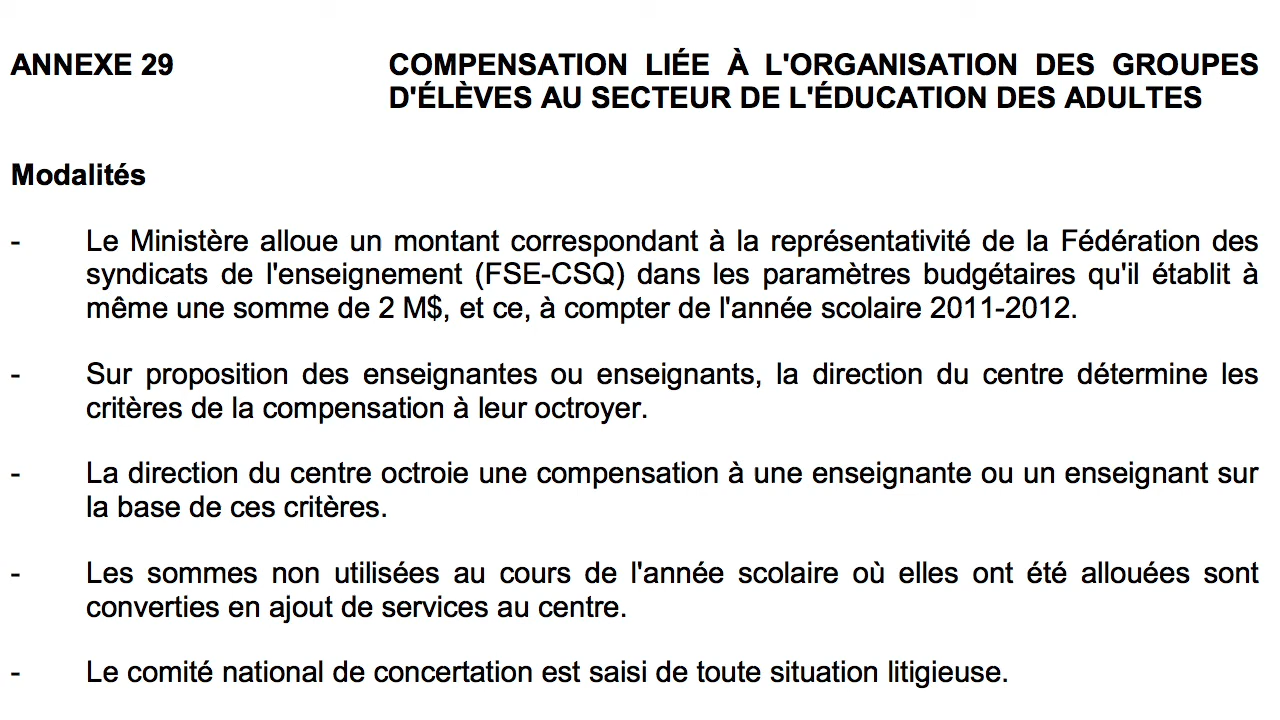 ANNEXE 29 COMPENSATION LIÉE À L'ORGANISATION DES GROUPES
D'ÉLÈVES AU SECTEUR DE L'ÉDUCATION DES ADULTES
Modalités
- Le Ministère alloue un montant correspondant à la représentativité de la Fédération des
syndicats de l'enseignement (FSE-CSQ) dans les paramètres budgétaires qu'il établit à
même une somme de 2 M$, et ce, à compter de l'année scolaire 2011-2012.
- Sur proposition des enseignantes ou enseignants, la direction du centre détermine les
critères de la compensation à leur octroyer.
- La direction du centre octroie une compensation à une enseignante ou un enseignant sur
la base de ces critères.
- Les sommes non utilisées au cours de l'année scolaire où elles ont été allouées sont
converties en ajout de services au centre.
- Le comité national de concertation est saisi de toute situation litigieuse.